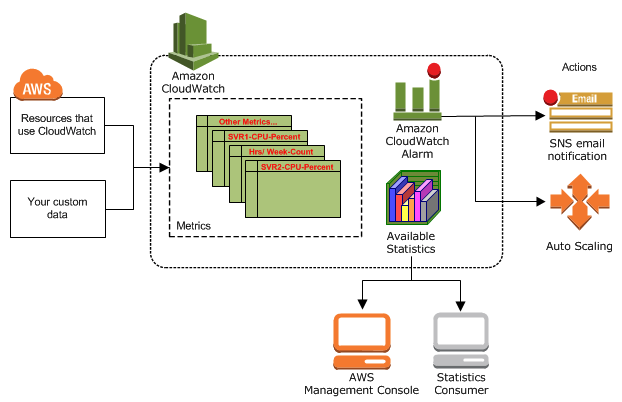 Amazon
CloudWatch
AWS
Resources that
use CloudWatch
Your custom
data
Other Metrics...
SVR1-CPU-Percent
Hrs/ Week-Count
SVR2-CPU-Percent
Metrics
Amazon
CloudWatch
Alarm
Available
Statistics
Actions
Email
SNS email
notification
Auto Scaling
AWS
Management Console
Statistics
Consumer